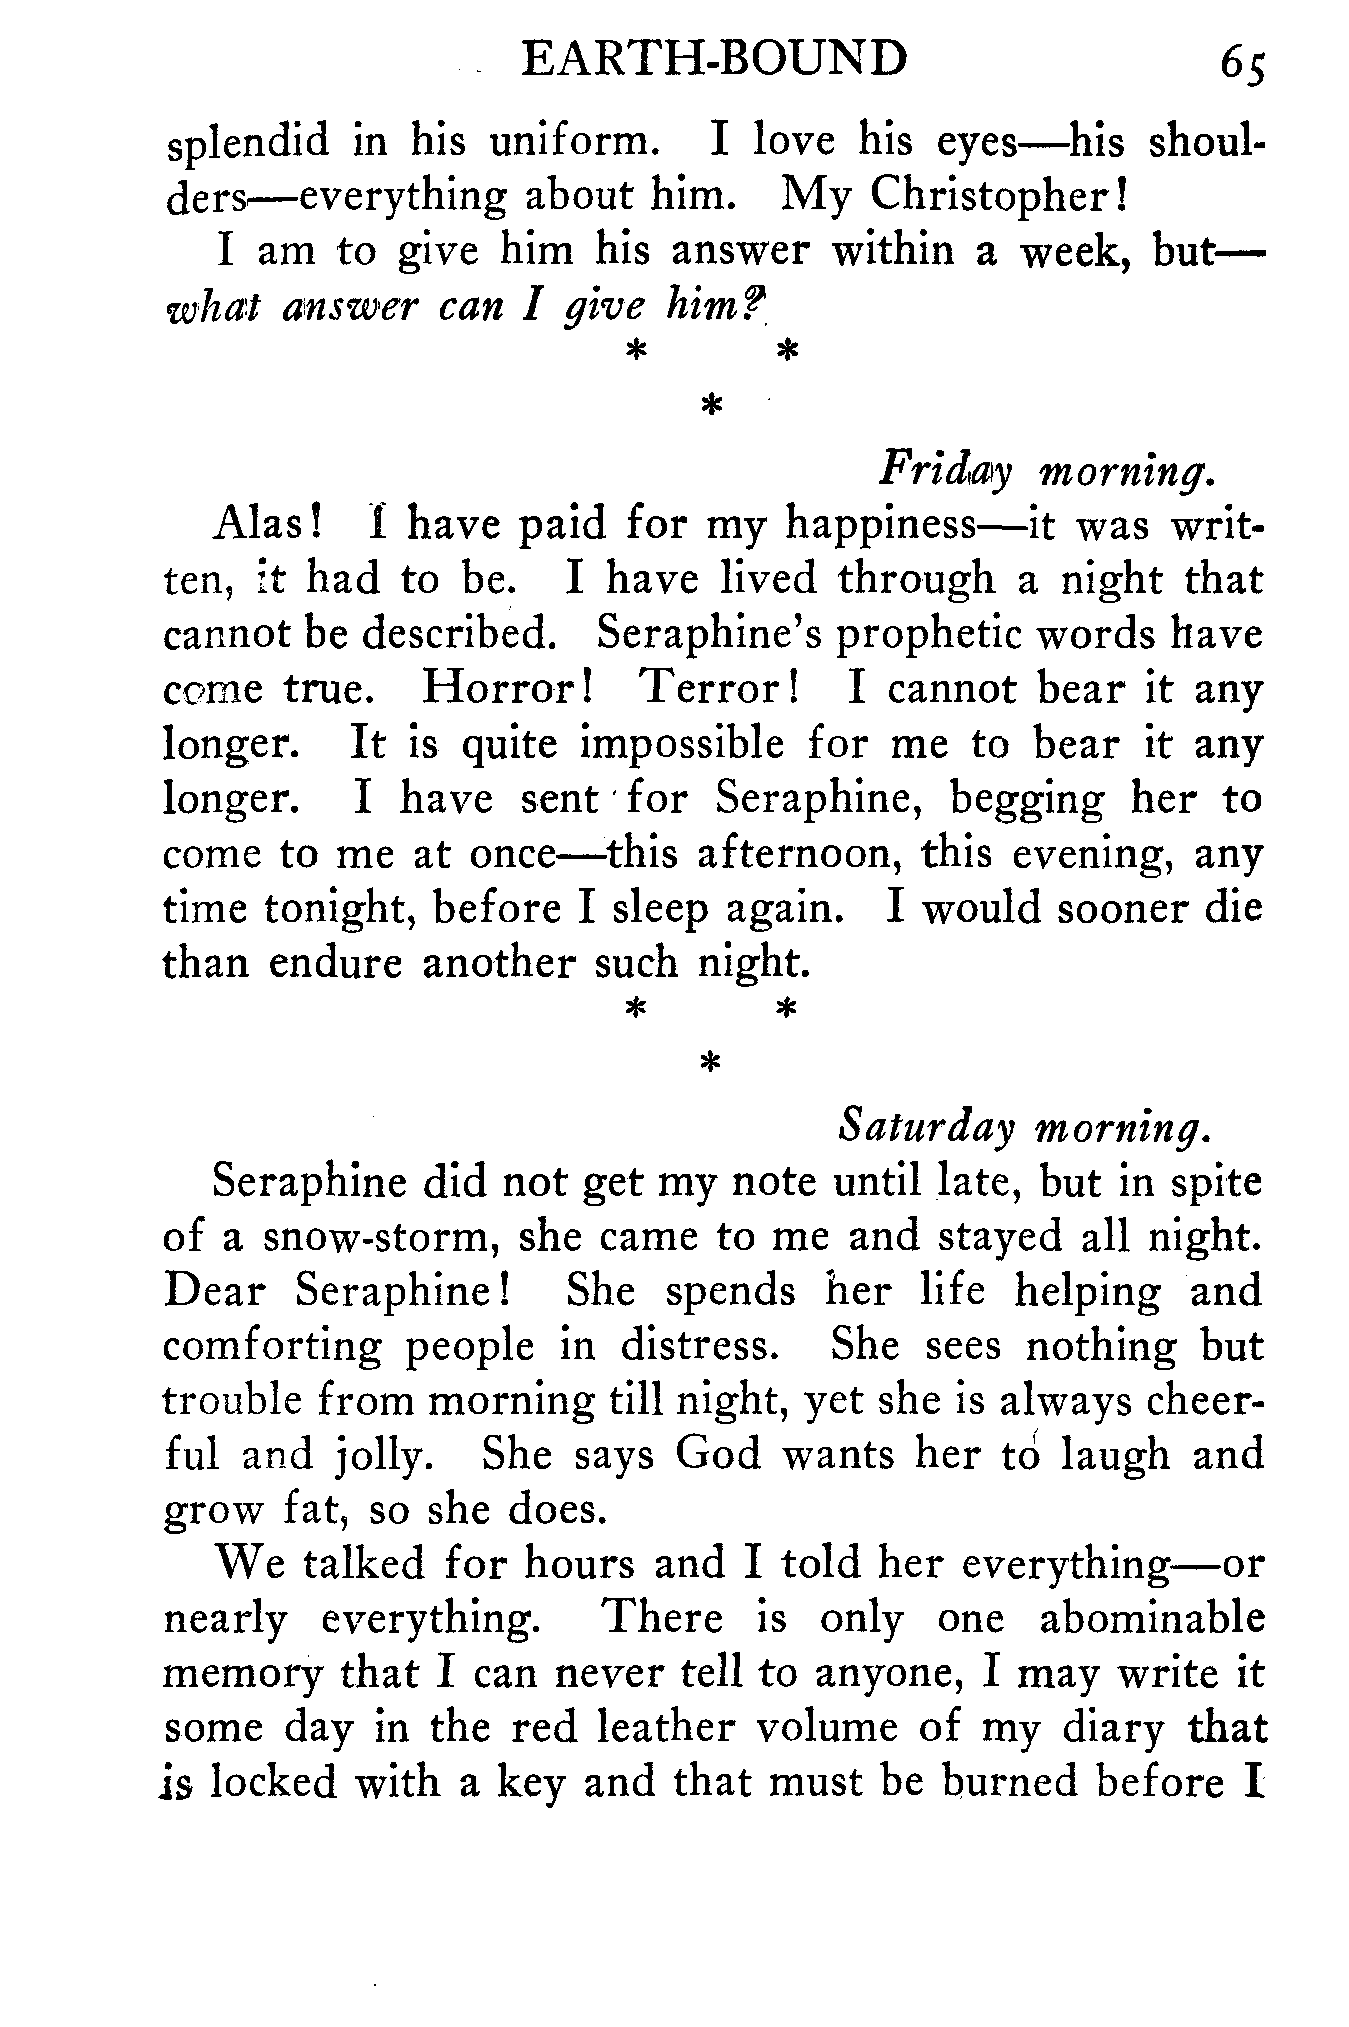 EARTH-BOUND 65
splendid in his uniform. I love his eyes—his shoul-
ders—everything about him. My Christopher!
I am to give him his answer within a week, but—
what answer can I give him?
* *
*
Friday morning.
Alas! I have paid for my happiness—it was writ-
ten, it had to be. I have lived through a night that
cannot be described. Seraphine's prophetic words have
come true. Horror! Terror! I cannot bear it any
longer. It is quite impossible for me to bear it any
longer. I have sent for Seraphine, begging her to
come to me at once—this afternoon, this evening, any
time tonight, before I sleep again. I would sooner die
than endure another such night.
* *
*
Saturday morning.
Seraphine did not get my note until late, but in spite
of a snow-storm, she came to me and stayed all night.
Dear Seraphine! She spends her life helping and
comforting people in distress. She sees nothing but
trouble from morning till night, yet she is always cheer-
ful and jolly. She says God wants her to laugh and
grow fat, so she does.
We talked for hours and I told her everything—or
nearly everything. There is only one abominable
memory that I can never tell to anyone, I may write it
some day in the red leather volume of my diary that
is locked with a key and that must be burned before I